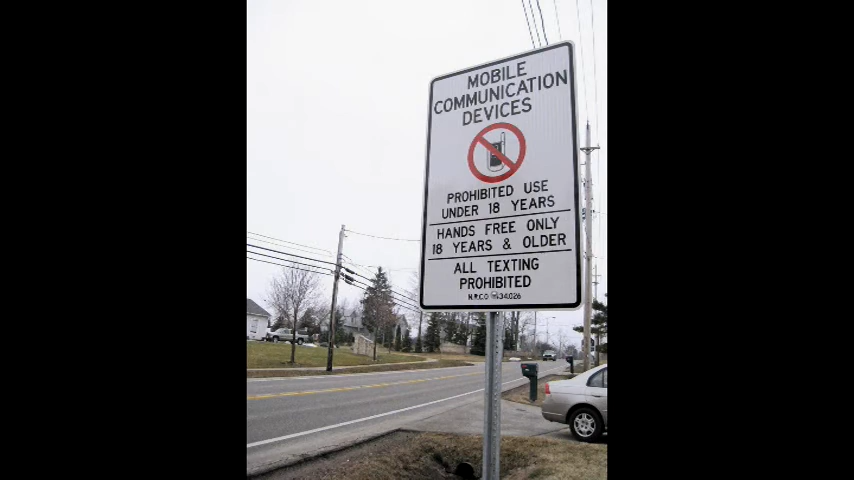 MOBILE
COMMUNICATION
DEVICES
PROHIBITED USE
UNDER 18 YEARS
HANDS FREE ONLY
18 YEARS & OLDER
ALL TEXTING
PROHIBITED
N.R.C.O.